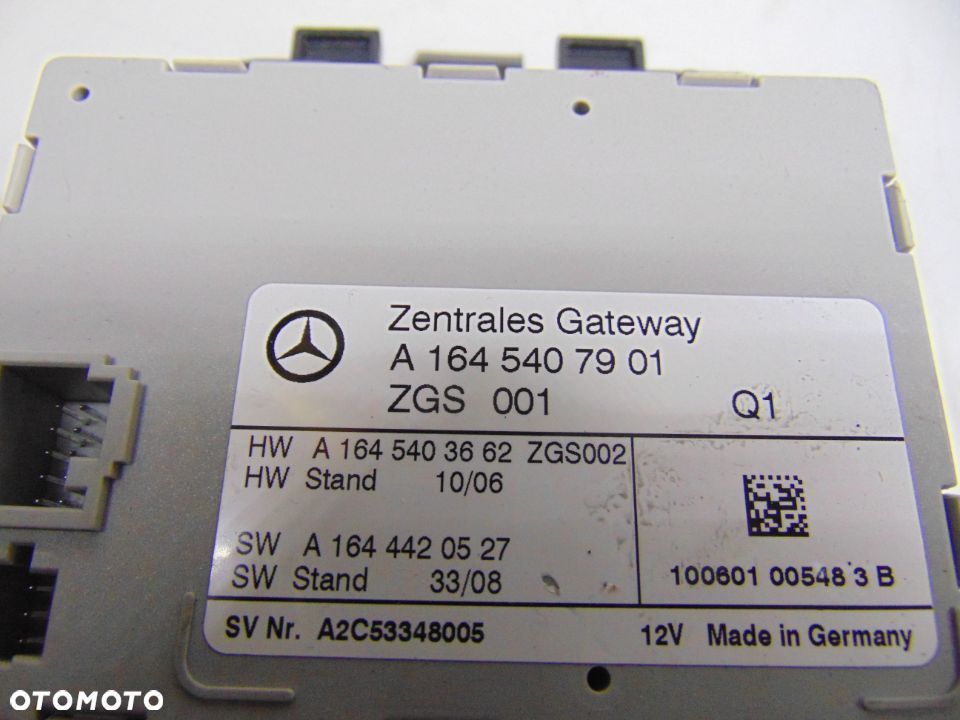 Zentrales Gateway
A 164 540 79 01
ZGS 001 Q1
HW A 164 540 36 62 ZGS002
HW Stand 10/06
SW A 164 442 05 27
SW Stand 33/08
100601 00548 3 B
SV Nr. A2C53348005 12V Made in Germany
OTOMOTO